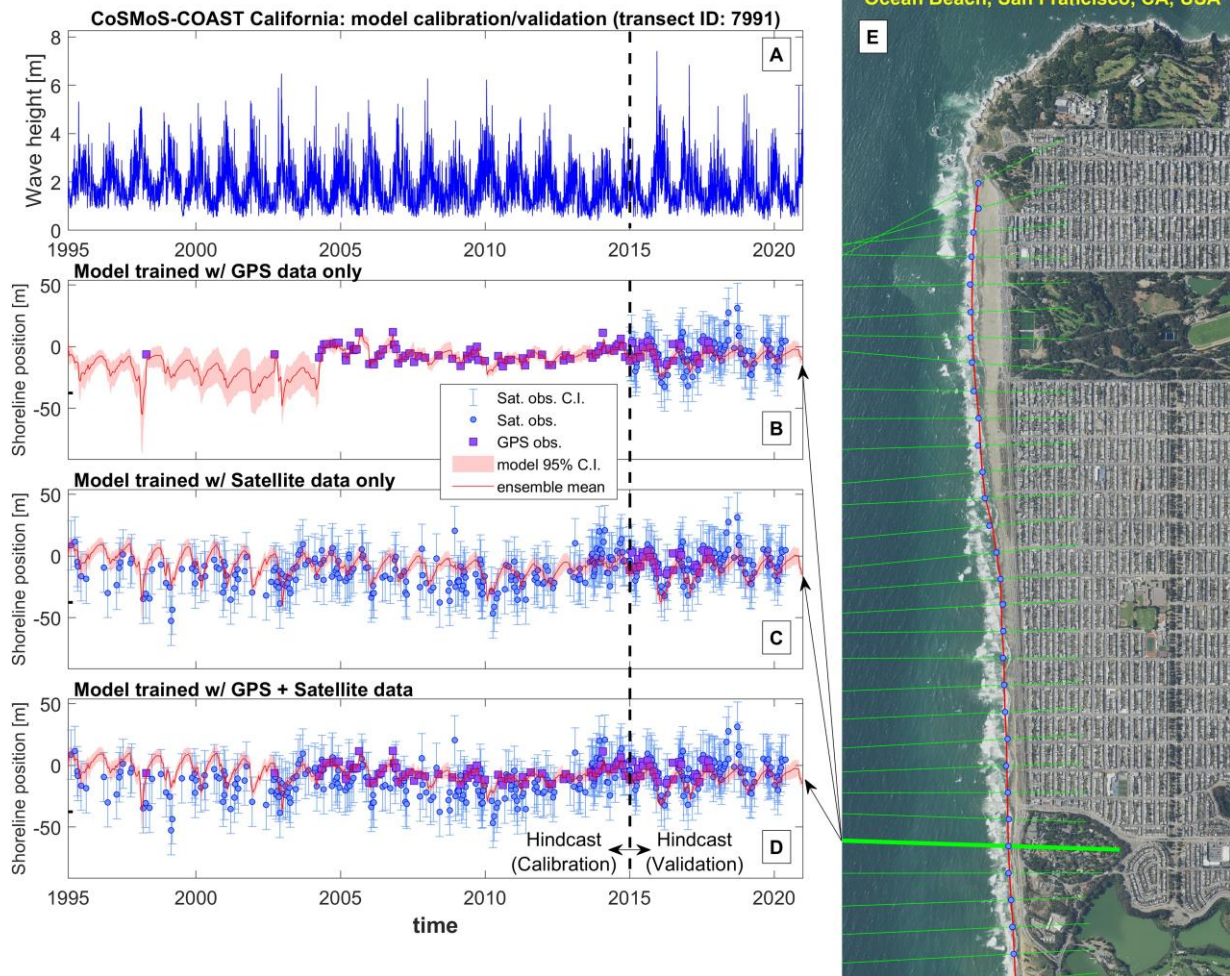 CoSMoS-COAST California: model calibration/validation (transect ID: 7991)
Ocean Beach, San Francisco, CA, USA
A
E
Wave height [m]
8
6
4
2
0
1995
2000
2005
2010
2015
2020
Model trained w/ GPS data only
Shoreline position [m]
50
0
-50
Sat. obs. C.I.
Sat. obs.
GPS obs.
model 95% C.I.
ensemble mean
B
Model trained w/ Satellite data only
Shoreline position [m]
50
0
-50
C
Model trained w/ GPS + Satellite data
Shoreline position [m]
50
0
-50
Hindcast
(Calibration)
Hindcast
(Validation)
D
1995
2000
2005
2010
2015
2020
time